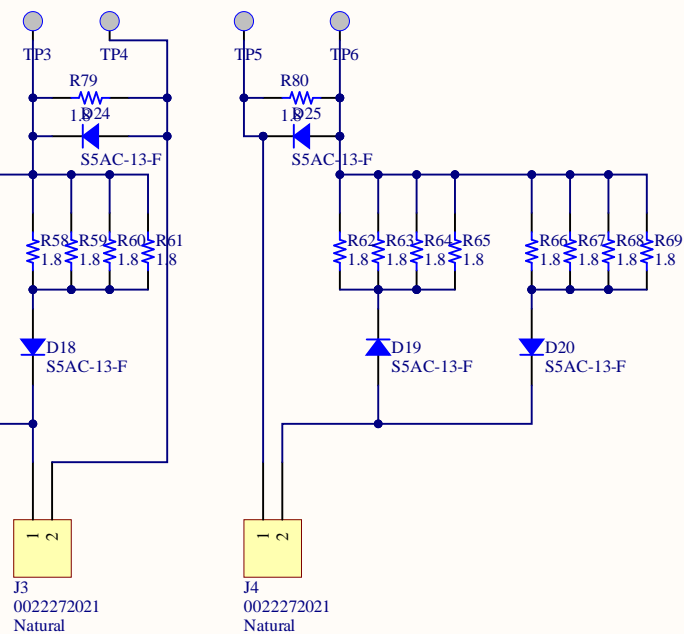 TP3
TP4
TP5
TP6
R79
1.8
D24
S5AC-13-F
R80
1.8
D25
S5AC-13-F
R58
1.8
R59
1.8
R60
1.8
R61
1.8
R62
1.8
R63
1.8
R64
1.8
R65
1.8
R66
1.8
R67
1.8
R68
1.8
R69
1.8
D18
S5AC-13-F
D19
S5AC-13-F
D20
S5AC-13-F
1
2
J3
0022272021
Natural
1
2
J4
0022272021
Natural